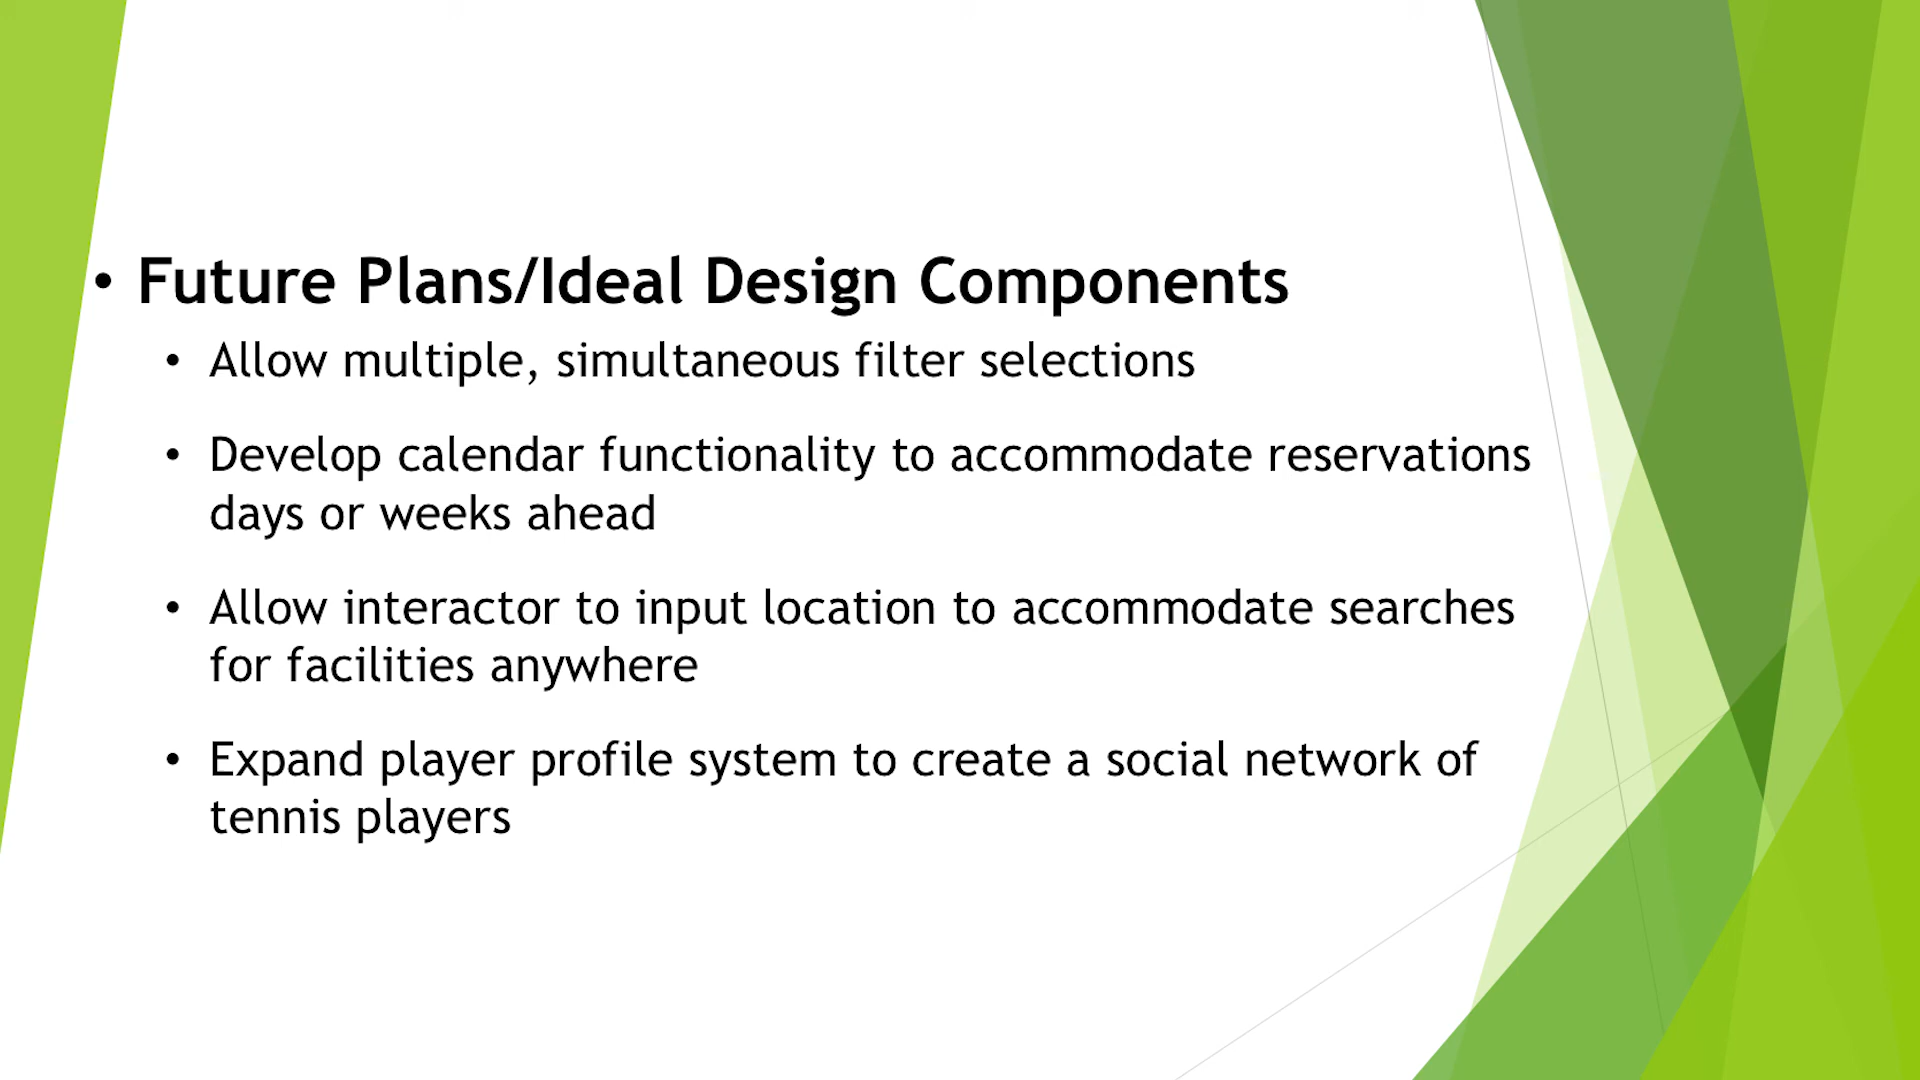 • Future Plans/Ideal Design Components
• Allow multiple, simultaneous filter selections
• Develop calendar functionality to accommodate reservations
days or weeks ahead
• Allow interactor to input location to accommodate searches
for facilities anywhere
• Expand player profile system to create a social network of
tennis players